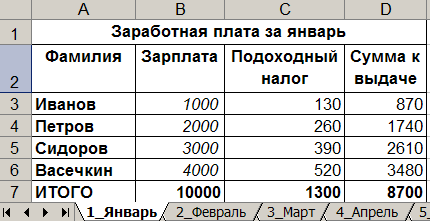 A B C D
1 Заработная плата за январь
2 Фамилия Зарплата Подоходный налог Сумма к выдаче
3 Иванов 1000 130 870
4 Петров 2000 260 1740
5 Сидоров 3000 390 2610
6 Васечкин 4000 520 3480
7 ИТОГО 10000 1300 8700
1_Январь 2_Февраль 3_Март 4_Апрель 5_